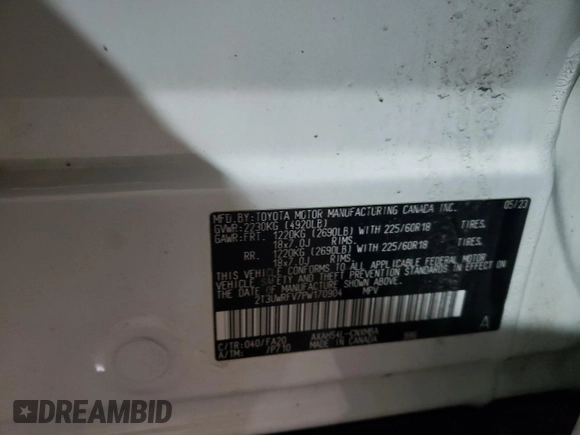 MFD. BY: TOYOTA MOTOR MANUFACTURING CANADA INC. 05/23
GVWR: 2230KG (4920LB)
GAWR: FRT. 1220KG (2690LB) WITH 225/60R18 TIRES.
18x7.0J RIMS.
RR. 1220KG (2690LB) WITH 225/60R18 TIRES.
18x7.0J RIMS.
THIS VEHICLE CONFORMS TO ALL APPLICABLE FEDERAL MOTOR
VEHICLE SAFETY AND THEFT PREVENTION STANDARDS IN EFFECT
ON THE DATE OF MANUFACTURE SHOWN ABOVE.
2T3UWRFV7PW170904 MPV
C/TR: 040/FA20 AXAH54L-CNXMBA A
A/TM: /P710 MADE IN CANADA
DREAMBID